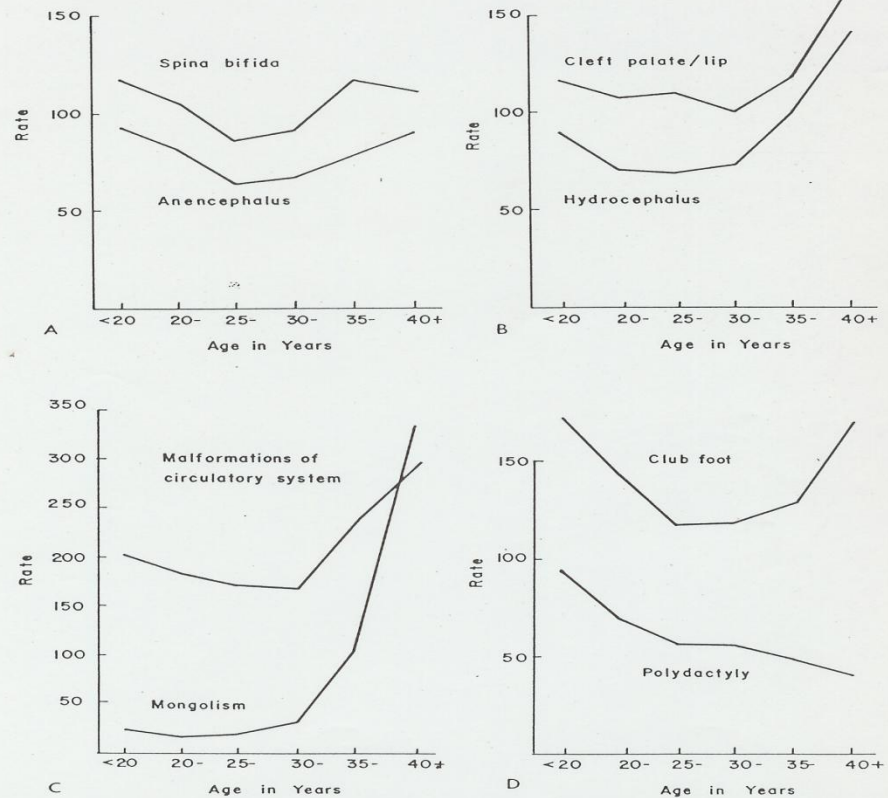 150
100
50
Rate
Spina bifida
Anencephalus
<20 20- 25- 30- 35- 40+
A
Age in Years
150
100
50
Rate
Cleft palate/lip
Hydrocephalus
<20 20- 25- 30- 35- 40+
B
Age in Years
350
300
250
200
150
100
50
Rate
Malformations of
circulatory system
Mongolism
<20 20- 25- 30- 35- 40+
C
Age in Years
150
100
50
Rate
Club foot
Polydactyly
<20 20- 25- 30- 35- 40+
D
Age in Years